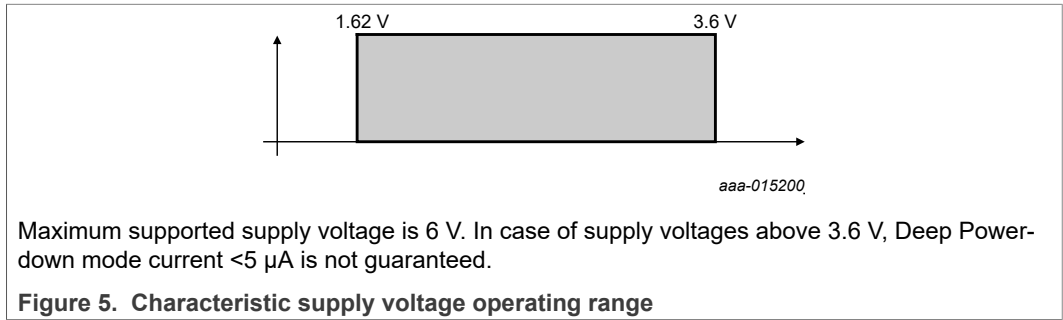 1.62 V 3.6 V
aaa-015200
Maximum supported supply voltage is 6 V. In case of supply voltages above 3.6 V, Deep Power-
down mode current <5 µA is not guaranteed.
Figure 5. Characteristic supply voltage operating range